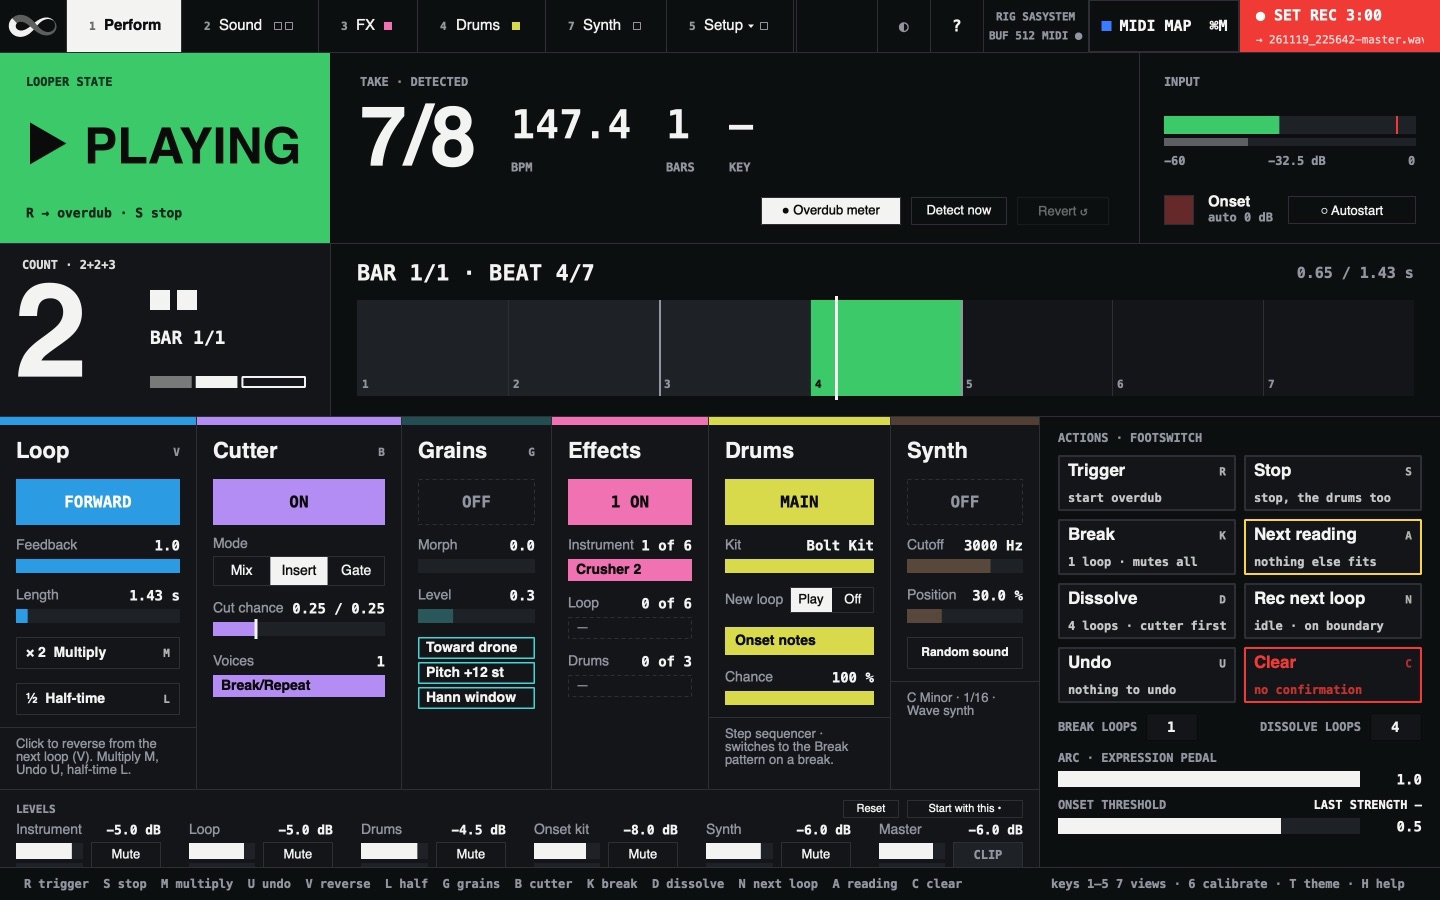 1 Perform
2 Sound
3 FX
4 Drums
7 Synth
5 Setup
?
RIG SASYSTEM
BUF 512 MIDI
MIDI MAP ⌘M
SET REC 3:00
→ 261119_225642-master.wav
LOOPER STATE
PLAYING
R → overdub · S stop
TAKE · DETECTED
7/8
147.4
BPM
1
BARS
–
KEY
Overdub meter
Detect now
Revert ↺
INPUT
−60
−32.5 dB
0
Onset
auto 0 dB
Autostart
COUNT · 2+2+3
2
BAR 1/1
BAR 1/1 · BEAT 4/7
0.65 / 1.43 s
1
2
3
4
5
6
7
Loop V
FORWARD
Feedback 1.0
Length 1.43 s
×2 Multiply M
½ Half-time L
Click to reverse from the
next loop (V). Multiply M,
Undo U, half-time L.
Cutter B
ON
Mode
Mix Insert Gate
Cut chance 0.25 / 0.25
Voices 1
Break/Repeat
Grains G
OFF
Morph 0.0
Level 0.3
Toward drone
Pitch +12 st
Hann window
Effects
1 ON
Instrument 1 of 6
Crusher 2
Loop 0 of 6
—
Drums 0 of 3
—
Drums
MAIN
Kit Bolt Kit
New loop Play Off
Onset notes
Chance 100 %
Step sequencer ·
switches to the Break
pattern on a break.
Synth
OFF
Cutoff 3000 Hz
Position 30.0 %
Random sound
C Minor · 1/16 ·
Wave synth
ACTIONS · FOOTSWITCH
Trigger R
start overdub
Stop S
stop, the drums too
Break K
1 loop · mutes all
Next reading A
nothing else fits
Dissolve D
4 loops · cutter first
Rec next loop N
idle · on boundary
Undo U
nothing to undo
Clear C
no confirmation
BREAK LOOPS 1
DISSOLVE LOOPS 4
ARC · EXPRESSION PEDAL
1.0
ONSET THRESHOLD
LAST STRENGTH –
0.5
LEVELS
Reset
Start with this •
Instrument −5.0 dB
Mute
Loop −5.0 dB
Mute
Drums −4.5 dB
Mute
Onset kit −8.0 dB
Mute
Synth −6.0 dB
Mute
Master −6.0 dB
CLIP
R trigger S stop M multiply U undo V reverse L half G grains B cutter K break D dissolve N next loop A reading C clear
keys 1–5 7 views · 6 calibrate · T theme · H help